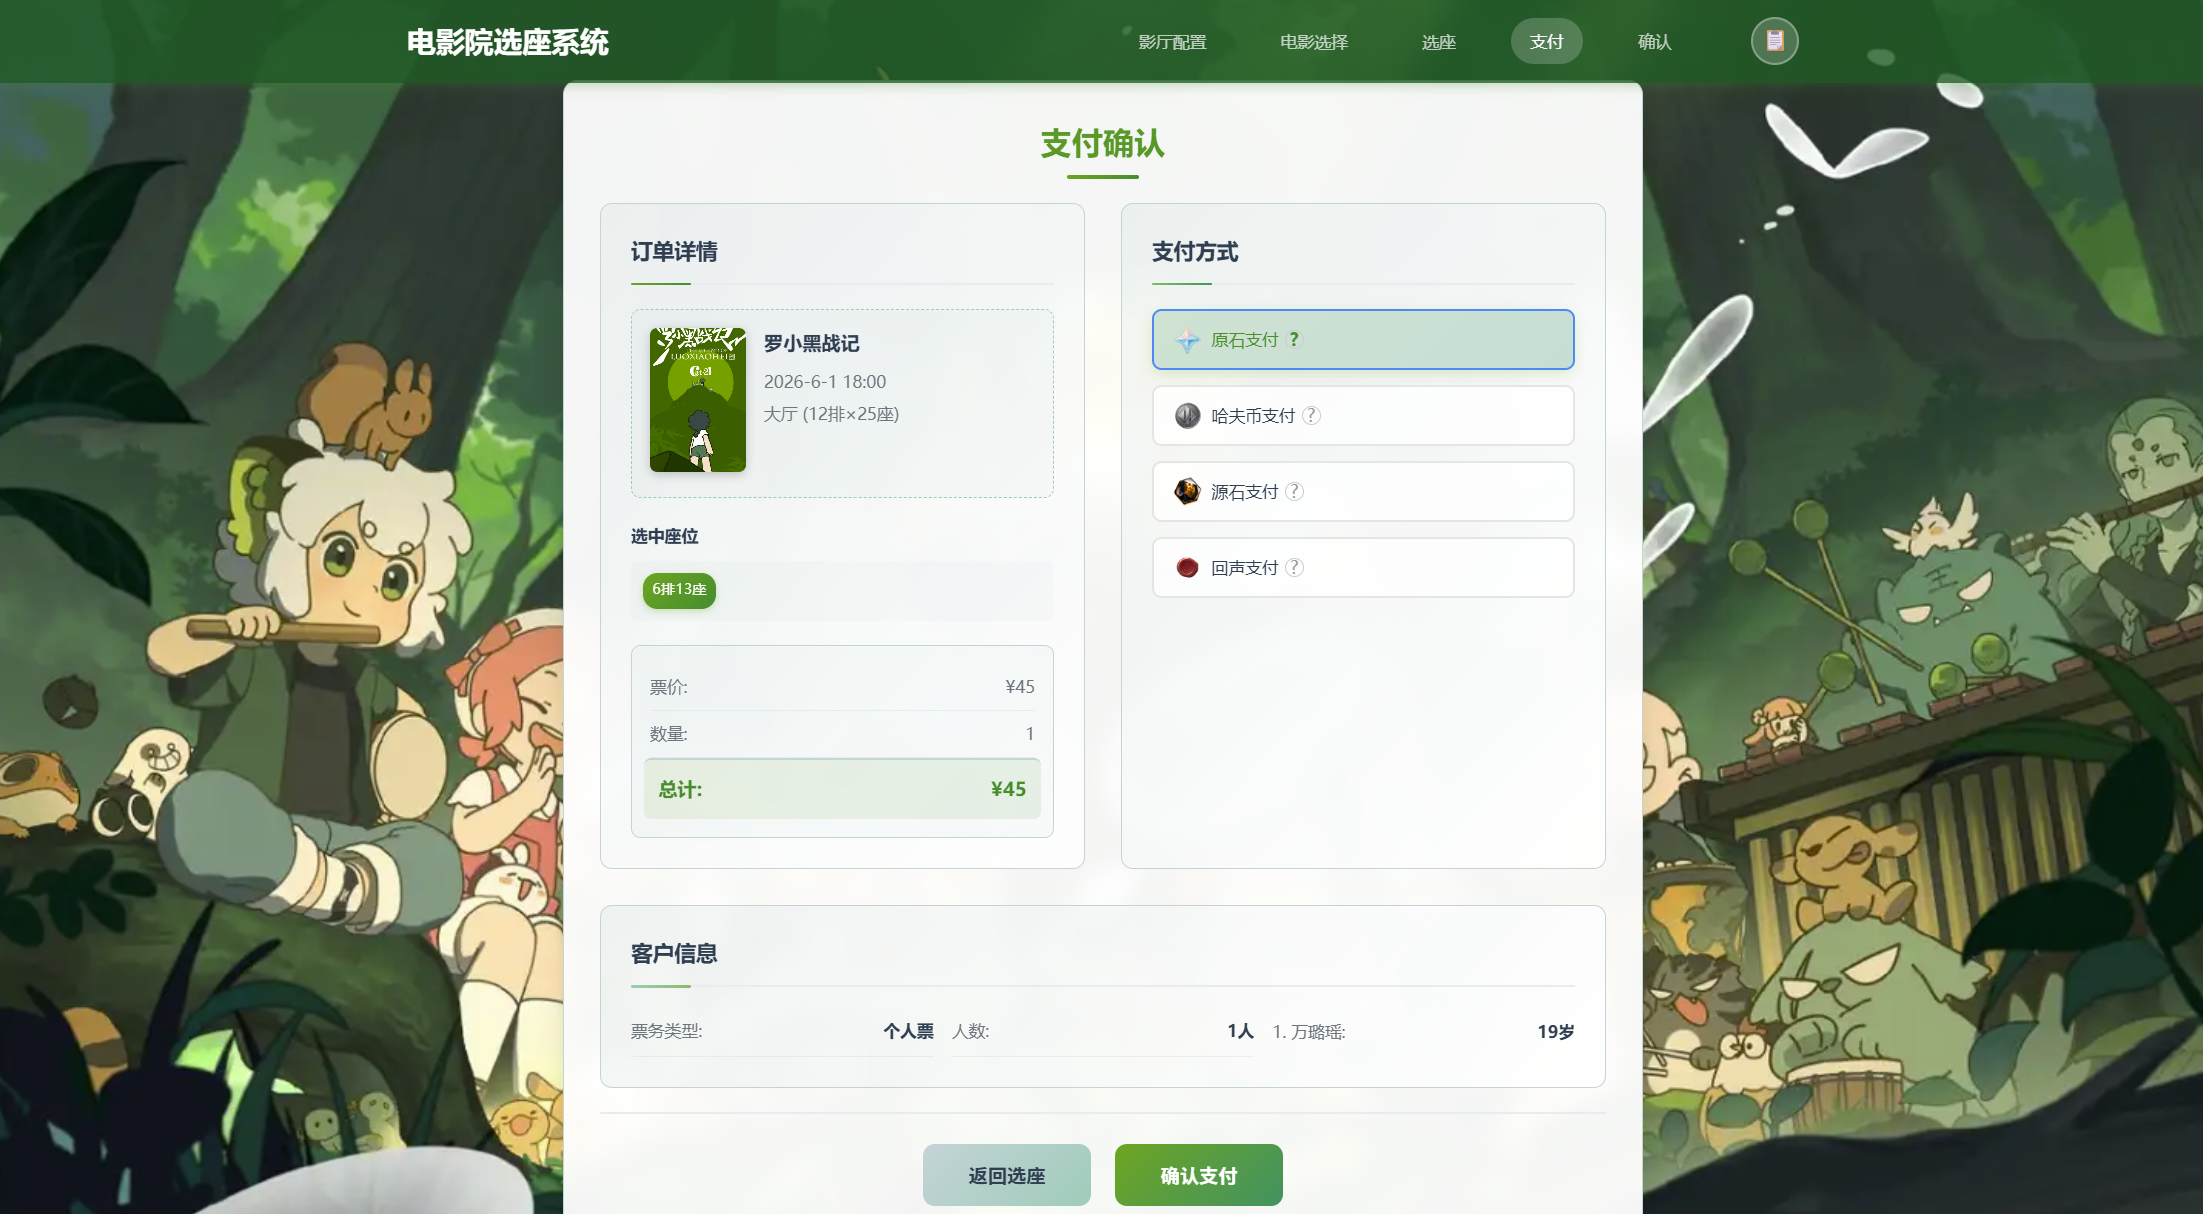 电影院选座系统
影厅配置
电影选择
选座
支付
确认
支付确认
订单详情
罗小黑战记
LUOXIAOHEI
2026-6-1 18:00
大厅 (12排×25座)
选中座位
6排13座
票价:
¥45
数量:
1
总计:
¥45
支付方式
原石支付 ?
哈夫币支付 ?
源石支付 ?
回声支付 ?
客户信息
票务类型:
个人票
人数:
1人
1. 万璐瑶:
19岁
返回选座
确认支付